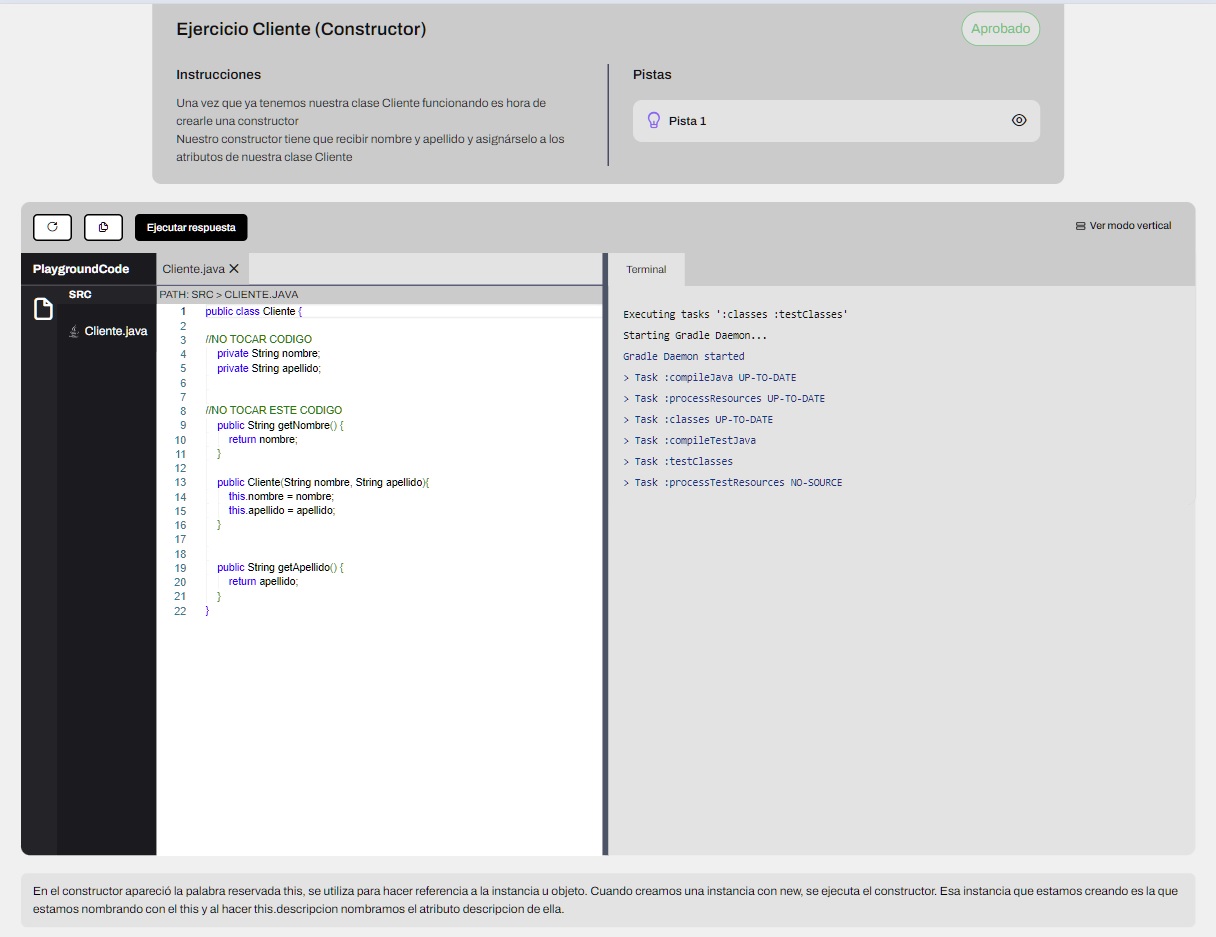 Ejercicio Cliente (Constructor)
Aprobado
Instrucciones
Una vez que ya tenemos nuestra clase Cliente funcionando es hora de
crearle una constructor
Nuestro constructor tiene que recibir nombre y apellido y asignárselo a los
atributos de nuestra clase Cliente
Pistas
Pista 1
Ejecutar respuesta
Ver modo vertical
PlaygroundCode
SRC
Cliente.java
Cliente.java
PATH: SRC > CLIENTE.JAVA
1 public class Cliente {
2
3 //NO TOCAR CODIGO
4 private String nombre;
5 private String apellido;
6
7
8 //NO TOCAR ESTE CODIGO
9 public String getNombre() {
10 return nombre;
11 }
12
13 public Cliente(String nombre, String apellido){
14 this.nombre = nombre;
15 this.apellido = apellido;
16 }
17
18
19 public String getApellido() {
20 return apellido;
21 }
22 }
Terminal
Executing tasks ':classes :testClasses'
Starting Gradle Daemon...
Gradle Daemon started
> Task :compileJava UP-TO-DATE
> Task :processResources UP-TO-DATE
> Task :classes UP-TO-DATE
> Task :compileTestJava
> Task :testClasses
> Task :processTestResources NO-SOURCE
En el constructor apareció la palabra reservada this, se utiliza para hacer referencia a la instancia u objeto. Cuando creamos una instancia con new, se ejecuta el constructor. Esa instancia que estamos creando es la que
estamos nombrando con el this y al hacer this.descripcion nombramos el atributo descripcion de ella.